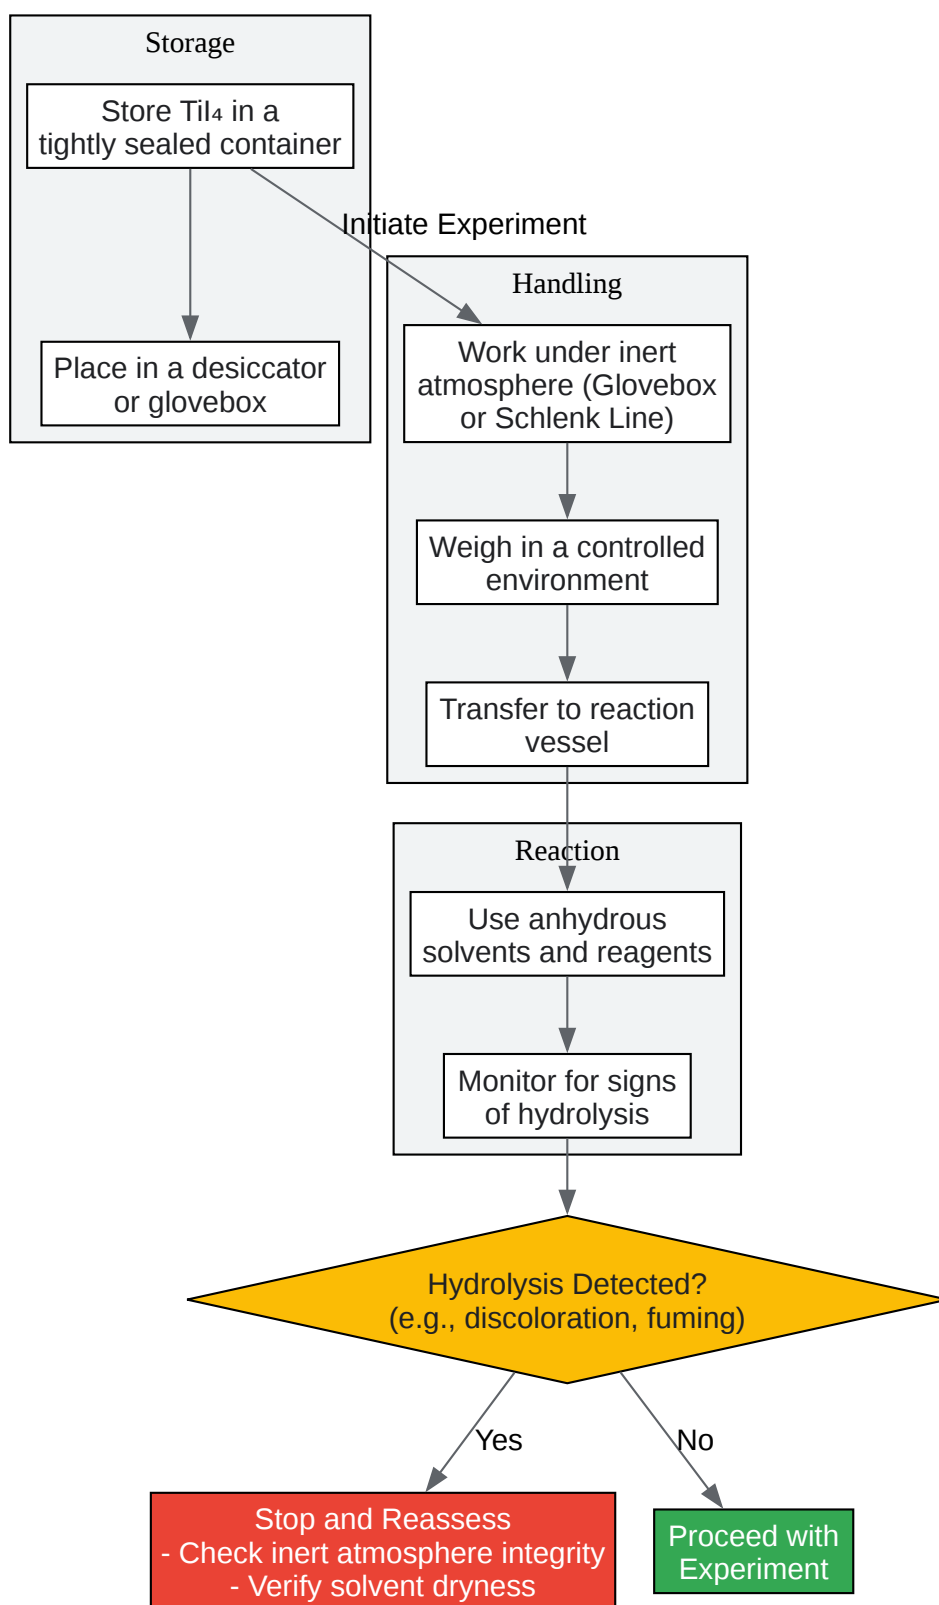 Storage
Store TiI₄ in a
tightly sealed container
Initiate Experiment
Place in a desiccator
or glovebox
Handling
Work under inert
atmosphere (Glovebox
or Schlenk Line)
Weigh in a controlled
environment
Transfer to reaction
vessel
Reaction
Use anhydrous
solvents and reagents
Monitor for signs
of hydrolysis
Hydrolysis Detected?
(e.g., discoloration, fuming)
Yes
No
Stop and Reassess
- Check inert atmosphere integrity
- Verify solvent dryness
Proceed with
Experiment